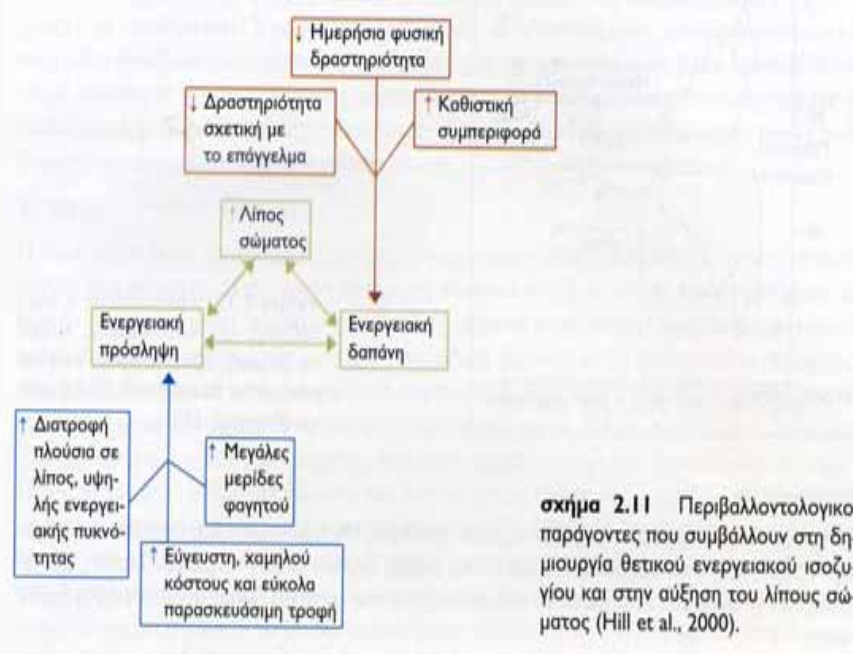 ↓ Ημερήσια φυσική
δραστηριότητα
↓ Δραστηριότητα
σχετική με
το επάγγελμα
↑ Καθιστική
συμπεριφορά
↑ Λίπος
σώματος
Ενεργειακή
πρόσληψη
Ενεργειακή
δαπάνη
↑ Διατροφή
πλούσια σε
λίπος, υψη-
λής ενεργει-
ακής πυκνό-
τητας
↑ Μεγάλες
μερίδες
φαγητού
↑ Εύγευστη, χαμηλού
κόστους και εύκολα
παρασκευάσιμη τροφή
σχήμα 2.11 Περιβαλλοντολογικο
παράγοντες που συμβάλλουν στη δη-
μιουργία θετικού ενεργειακού ισοζυ-
γίου και στην αύξηση του λίπους σώ-
ματος (Hill et al., 2000).